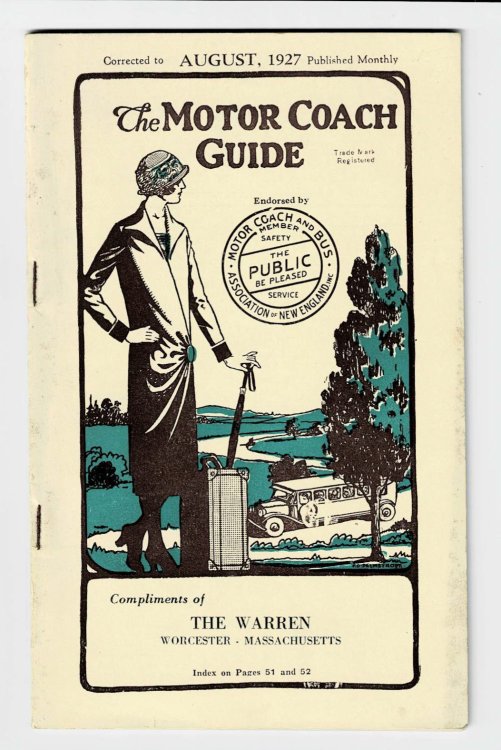 Corrected to AUGUST, 1927 Published Monthly
The MOTOR COACH
GUIDE
Trade Mark
Registered
Endorsed by
MOTOR COACH AND BUS
MEMBER
SAFETY
THE
PUBLIC
BE PLEASED
SERVICE
ASSOCIATION OF NEW ENGLAND INC
Compliments of
THE WARREN
WORCESTER - MASSACHUSETTS
Index on Pages 51 and 52